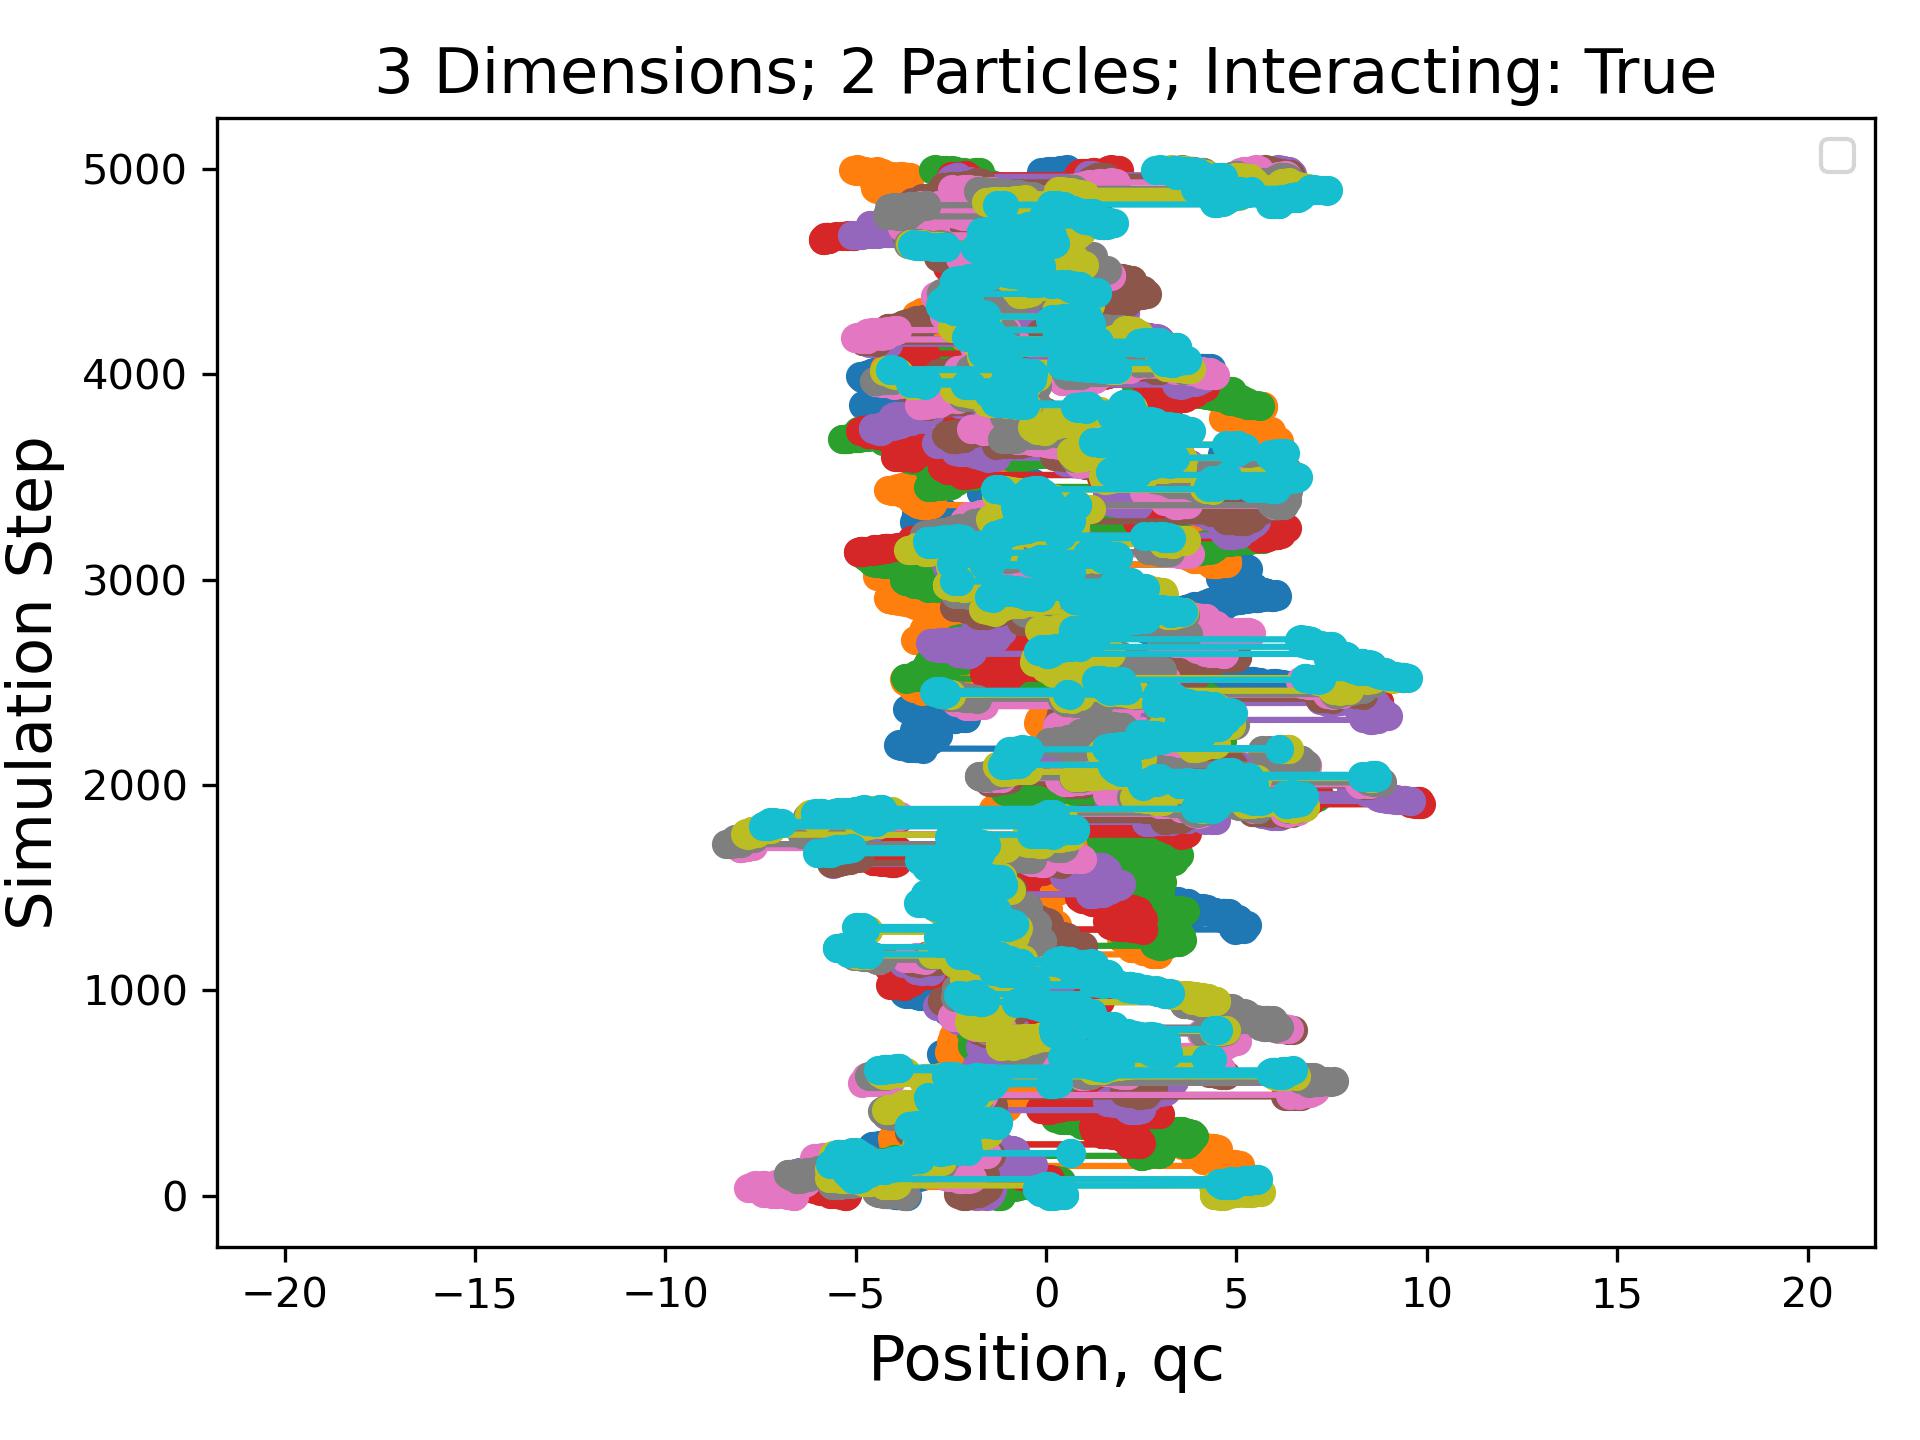 3 Dimensions; 2 Particles; Interacting: True
Simulation Step
5000
4000
3000
2000
1000
0
−20 −15 −10 −5 0 5 10 15 20
Position, qc